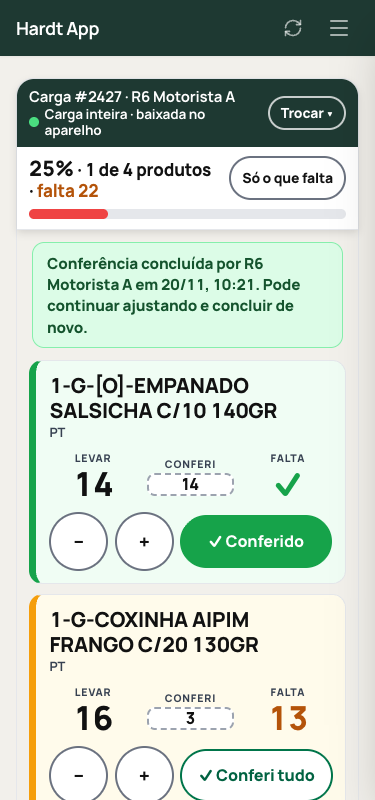 Hardt App
Carga #2427 · R6 Motorista A
Carga inteira · baixada no
aparelho
Trocar ▾
25% · 1 de 4 produtos
· falta 22
Só o que falta
Conferência concluída por R6
Motorista A em 20/11, 10:21. Pode
continuar ajustando e concluir de
novo.
1-G-[O]-EMPANADO
SALSICHA C/10 140GR
PT
LEVAR
CONFERI
FALTA
14
14
✓
−
+
✓ Conferido
1-G-COXINHA AIPIM
FRANGO C/20 130GR
PT
LEVAR
CONFERI
FALTA
16
3
13
−
+
✓ Conferi tudo